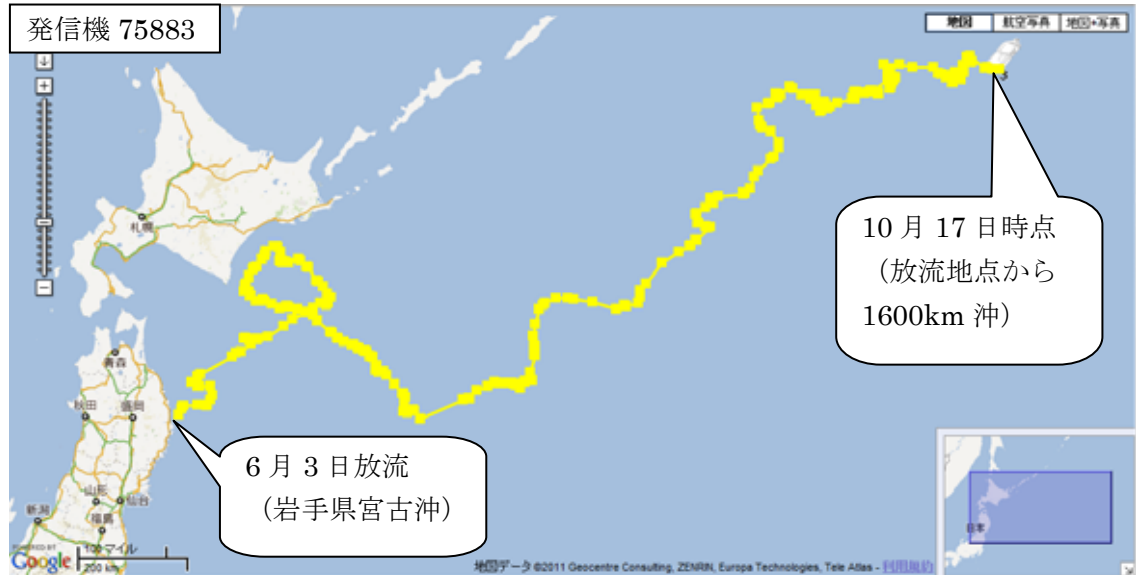 発信機 75883
地図
航空写真
地図+写真
札幌
青森
秋田
盛岡
10 月 17 日時点
（放流地点から
1600km 沖）
6 月 3 日放流
（岩手県宮古沖）
山形
仙台
新潟
福島
日本
POWERED BY
Google
100 マイル
200 km
地図データ ©2011 Geocentre Consulting, ZENRIN, Europa Technologies, Tele Atlas - 利用規約